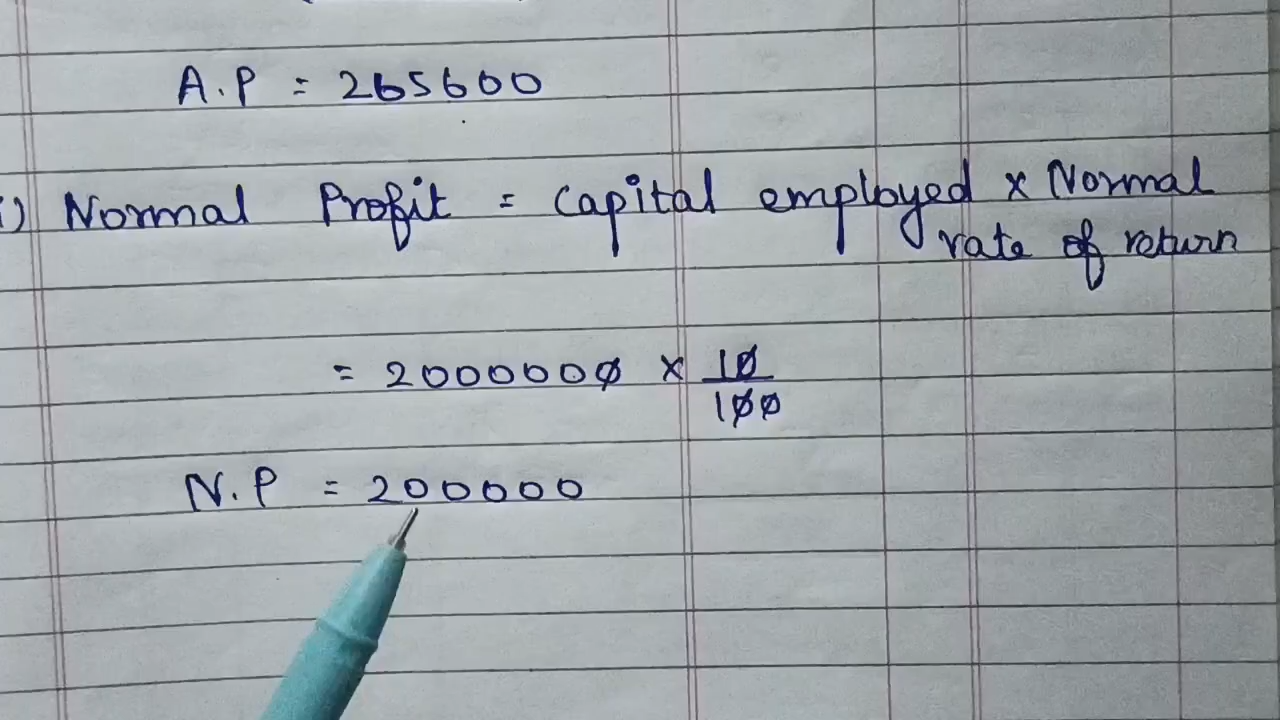 A.P = 265600
i) Normal Profit = Capital employed × Normal
rate of return
= 2000000 × 10/100
N.P = 200000